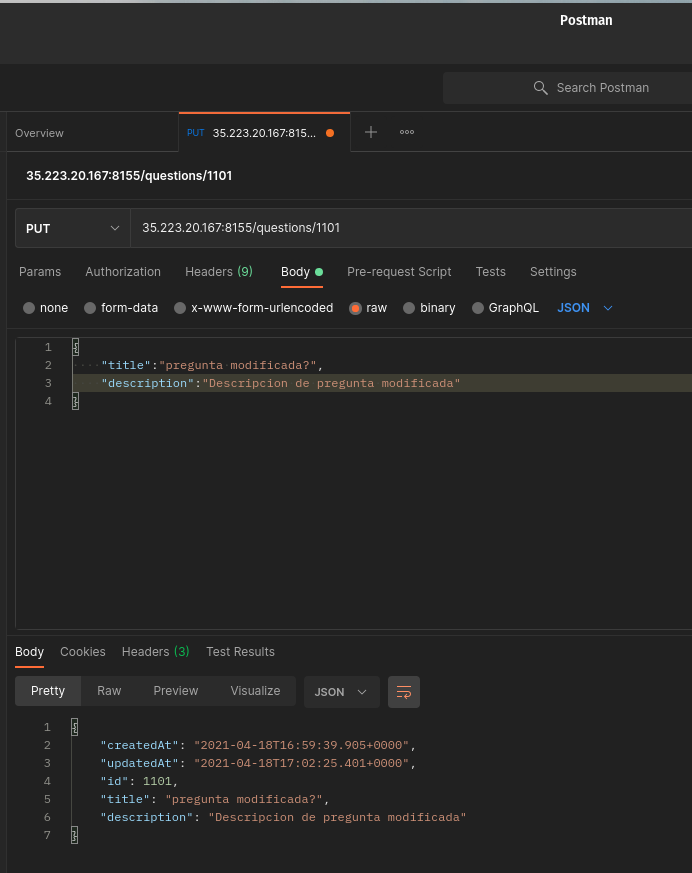 Postman
Search Postman
Overview
PUT 35.223.20.167:815...
35.223.20.167:8155/questions/1101
PUT 35.223.20.167:8155/questions/1101
Params Authorization Headers (9) Body Pre-request Script Tests Settings
none form-data x-www-form-urlencoded raw binary GraphQL JSON
1 {
2 "title":"pregunta modificada?",
3 "description":"Descripcion de pregunta modificada"
4 }
Body Cookies Headers (3) Test Results
Pretty Raw Preview Visualize JSON
1 {
2 "createdAt": "2021-04-18T16:59:39.905+0000",
3 "updatedAt": "2021-04-18T17:02:25.401+0000",
4 "id": 1101,
5 "title": "pregunta modificada?",
6 "description": "Descripcion de pregunta modificada"
7 }